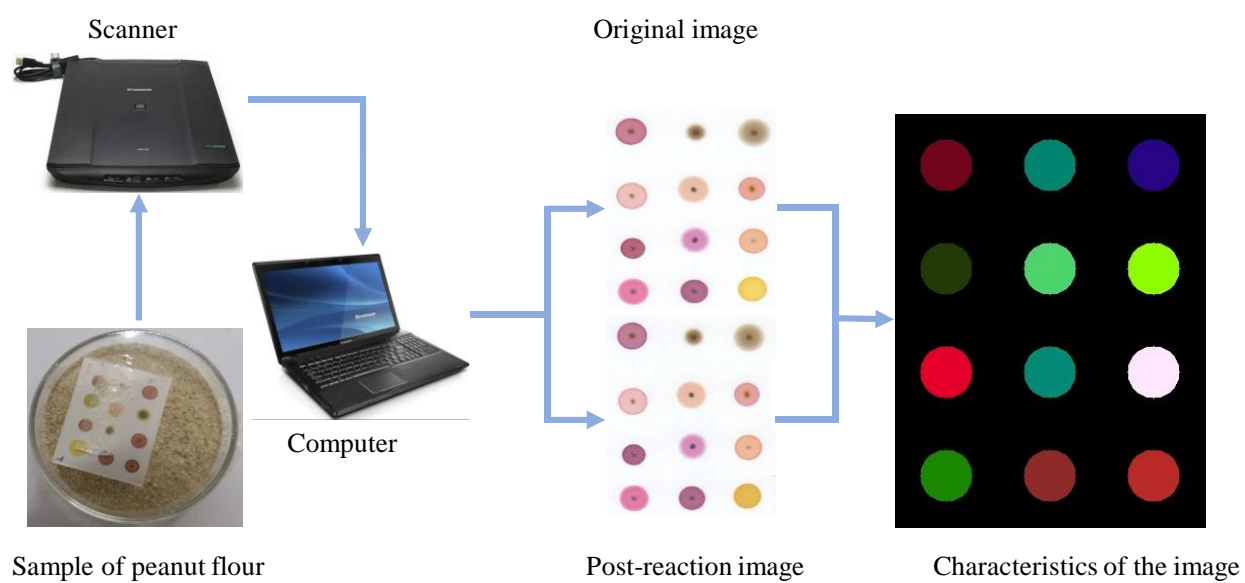 Scanner
Original image
Computer
Sample of peanut flour
Post-reaction image
Characteristics of the image